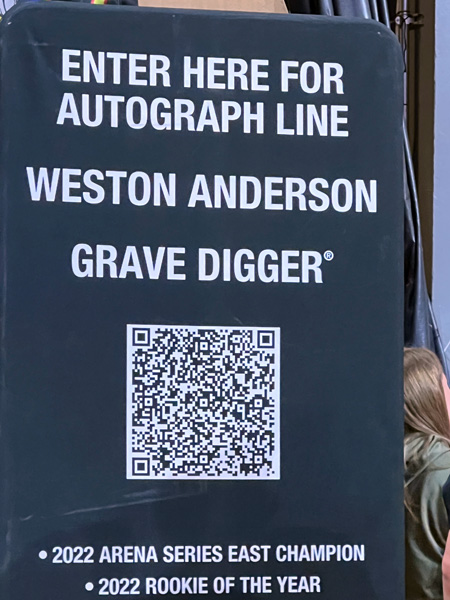 ENTER HERE FOR
AUTOGRAPH LINE
WESTON ANDERSON
GRAVE DIGGER®
• 2022 ARENA SERIES EAST CHAMPION
• 2022 ROOKIE OF THE YEAR